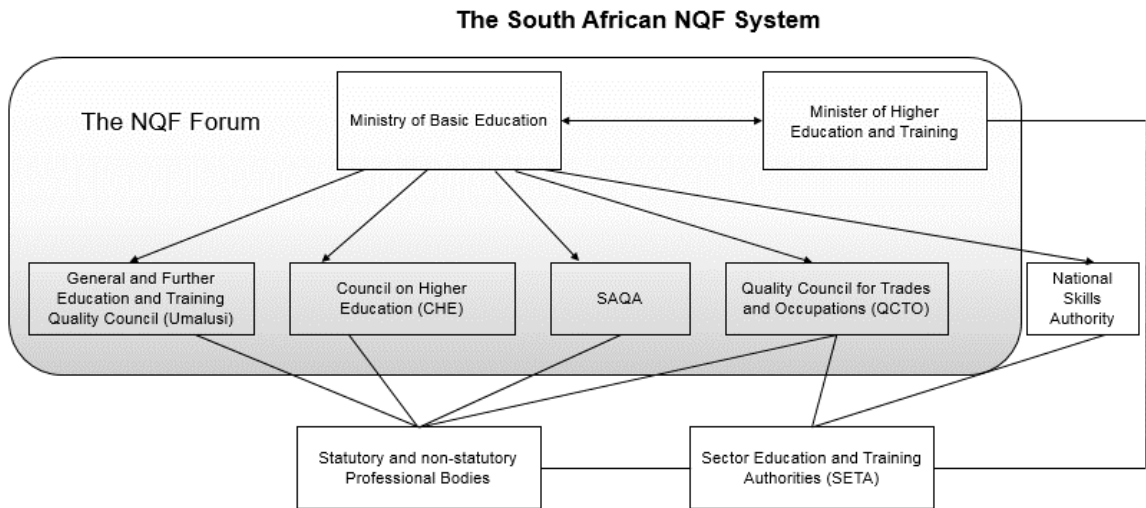 The South African NQF System
The NQF Forum
Ministry of Basic Education
Minister of Higher
Education and Training
General and Further
Education and Training
Quality Council (Umalusi)
Council on Higher
Education (CHE)
SAQA
Quality Council for Trades
and Occupations (QCTO)
National
Skills
Authority
Statutory and non-statutory
Professional Bodies
Sector Education and Training
Authorities (SETA)